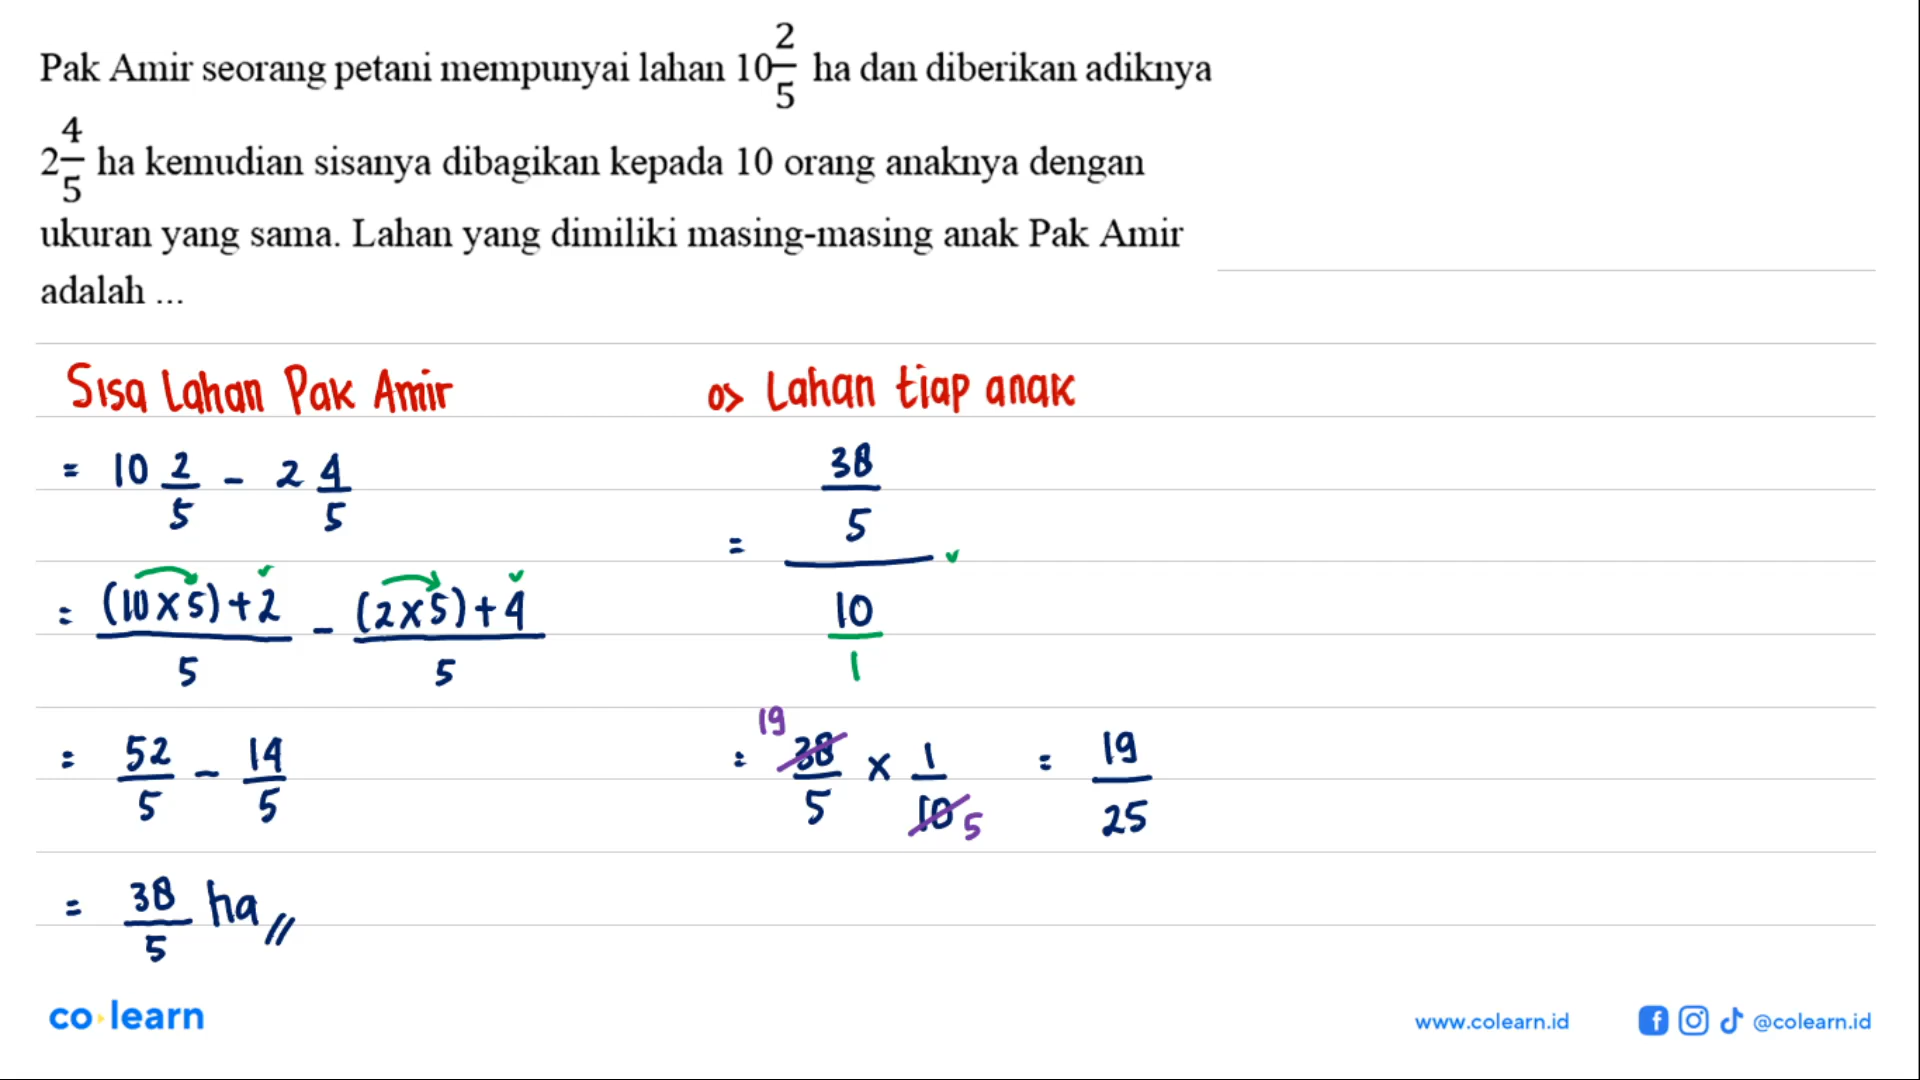 Pak Amir seorang petani mempunyai lahan 10 2/5 ha dan diberikan adiknya
2 4/5 ha kemudian sisanya dibagikan kepada 10 orang anaknya dengan
ukuran yang sama. Lahan yang dimiliki masing-masing anak Pak Amir
adalah ...
Sisa Lahan Pak Amir
= 10 2/5 - 2 4/5
= ((10 x 5) + 2)/5 - ((2 x 5) + 4)/5
= 52/5 - 14/5
= 38/5 ha //
o> Lahan tiap anak
= (38/5)/(10/1)
= 38/5 x 1/10 = 19/25
19
5
co learn
www.colearn.id
@colearn.id